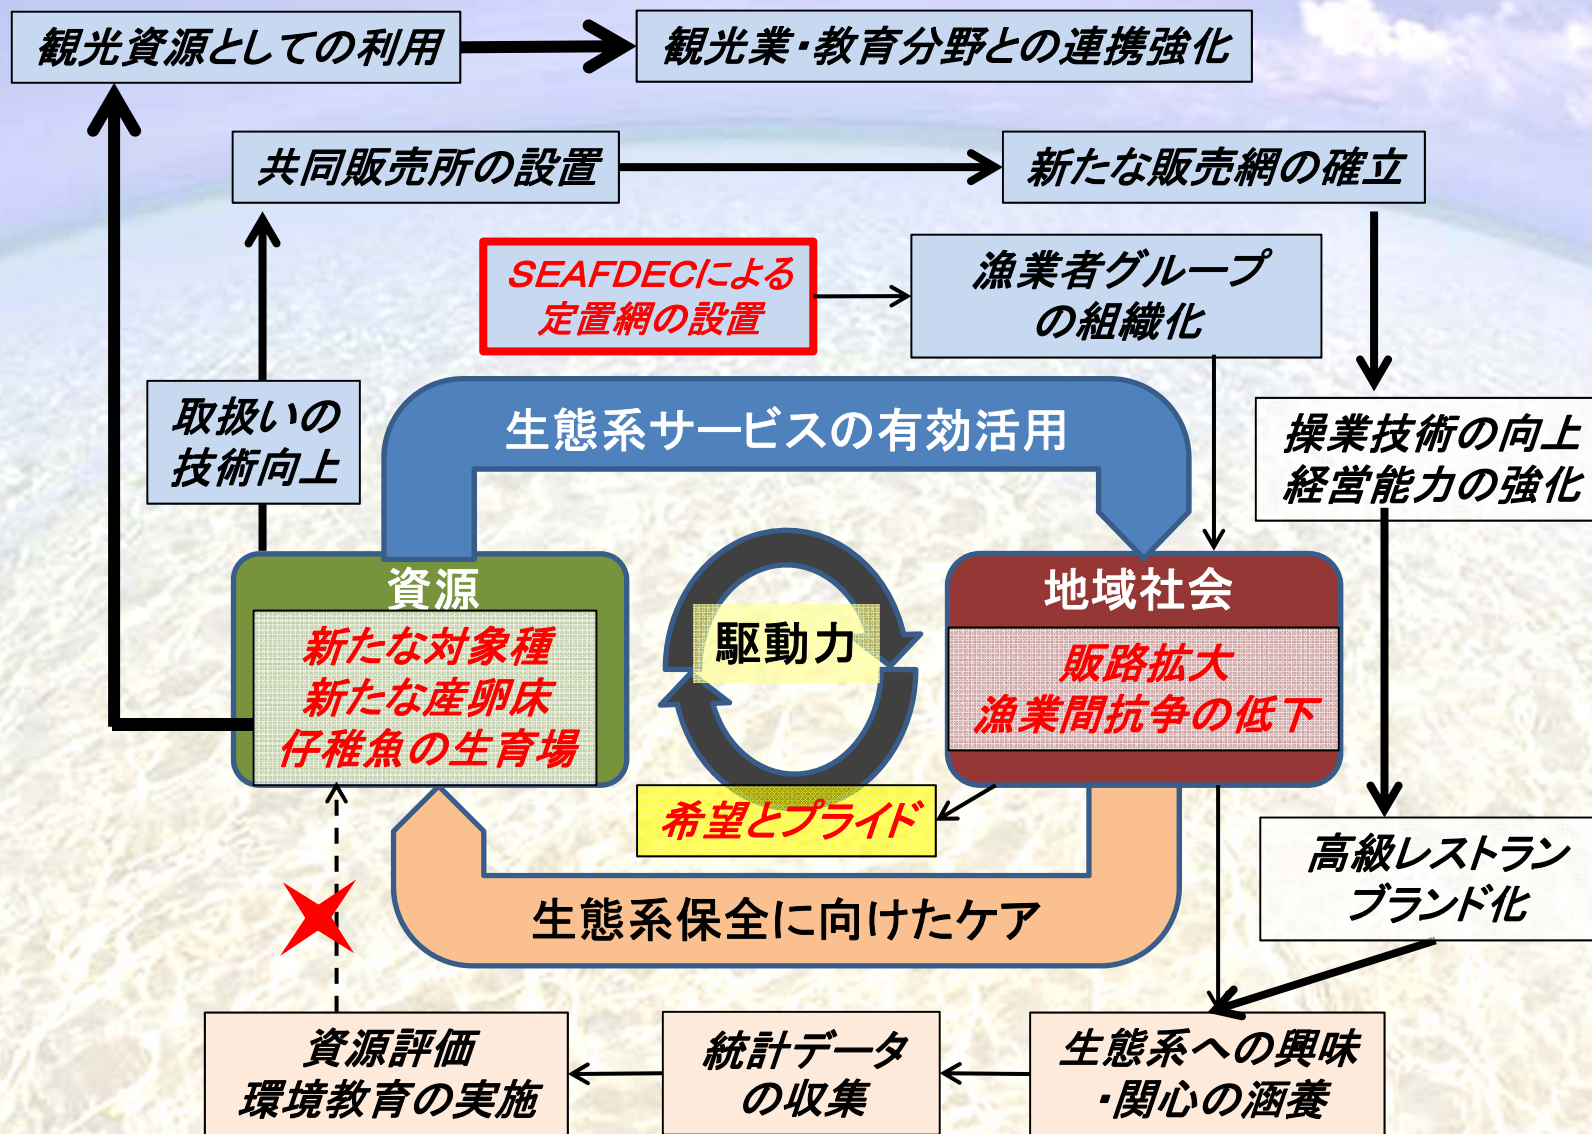 観光資源としての利用
観光業・教育分野との連携強化
共同販売所の設置
新たな販売網の確立
SEAFDECによる
定置網の設置
漁業者グループ
の組織化
取扱いの
技術向上
生態系サービスの有効活用
操業技術の向上
経営能力の強化
資源
新たな対象種
新たな産卵床
仔稚魚の生育場
駆動力
地域社会
販路拡大
漁業間抗争の低下
希望とプライド
高級レストラン
ブランド化
生態系保全に向けたケア
資源評価
環境教育の実施
統計データ
の収集
生態系への興味
・関心の涵養